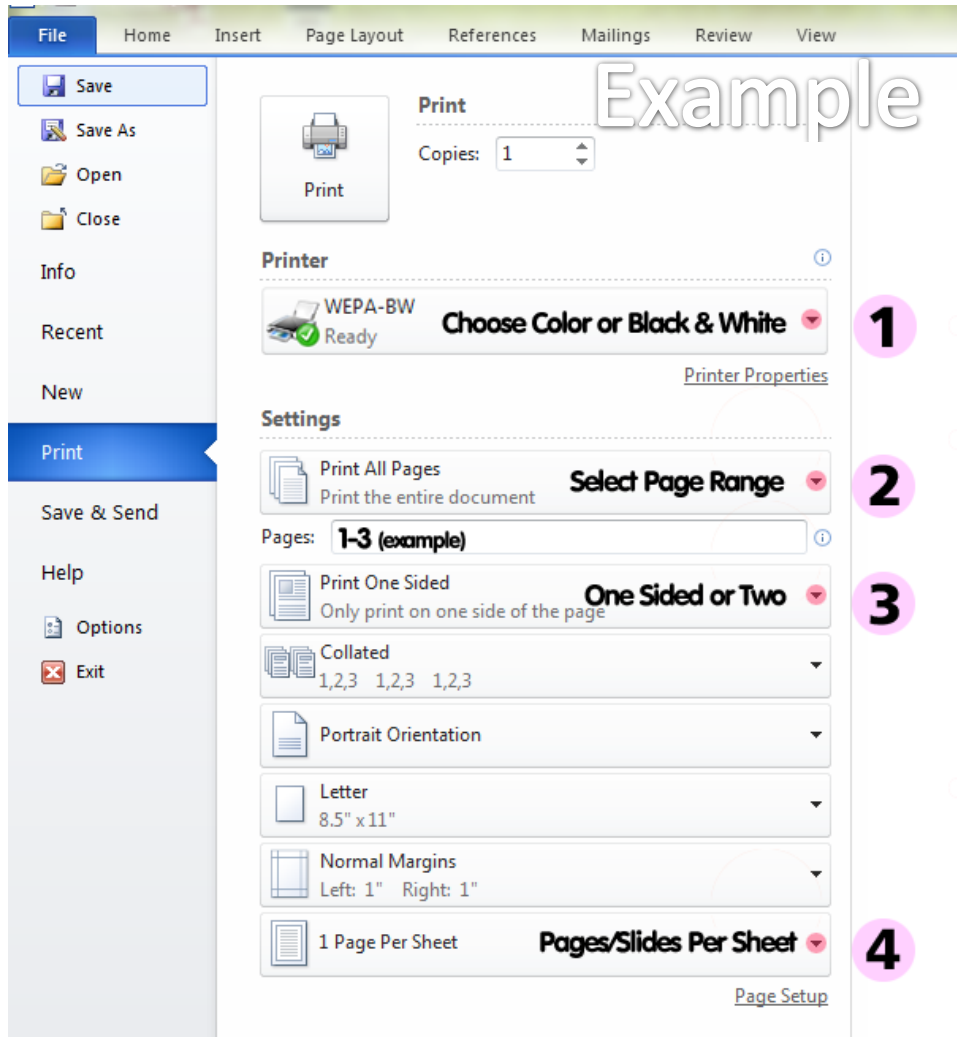 File Home Insert Page Layout References Mailings Review View
Example
Save
Save As
Open
Close
Info
Recent
New
Print
Save & Send
Help
Options
Exit
Print
Print
Copies: 1
Printer
WEPA-BW
Ready
Choose Color or Black & White
1
Printer Properties
Settings
Print All Pages
Print the entire document
Select Page Range
2
Pages: 1-3 (example)
Print One Sided
Only print on one side of the page
One Sided or Two
3
Collated
1,2,3 1,2,3 1,2,3
Portrait Orientation
Letter
8.5" x 11"
Normal Margins
Left: 1" Right: 1"
1 Page Per Sheet
Pages/Slides Per Sheet
4
Page Setup